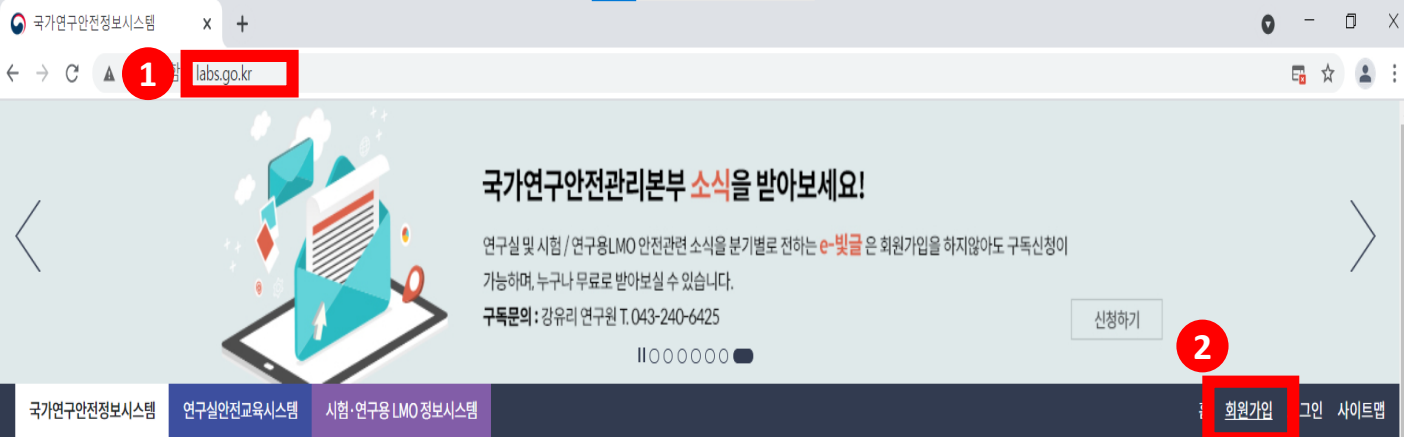 국가연구안전정보시스템
1
labs.go.kr
국가연구안전관리본부 소식을 받아보세요!
연구실 및 시험 / 연구용LMO 안전관련 소식을 분기별로 전하는 e-빛글 은 회원가입을 하지않아도 구독신청이
가능하며, 누구나 무료로 받아보실 수 있습니다.
구독문의 : 강유리 연구원 T. 043-240-6425
신청하기
2
국가연구안전정보시스템 연구실안전교육시스템 시험·연구용 LMO 정보시스템 회원가입 그인 사이트맵